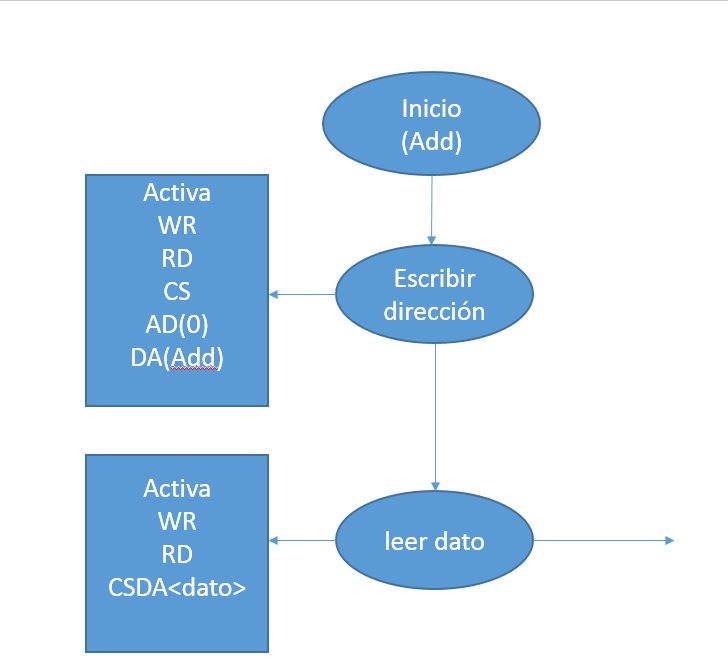 Inicio
(Add)
Activa
WR
RD
CS
AD(0)
DA(Add)
Escribir
dirección
Activa
WR
RD
CSDA<dato>
leer dato